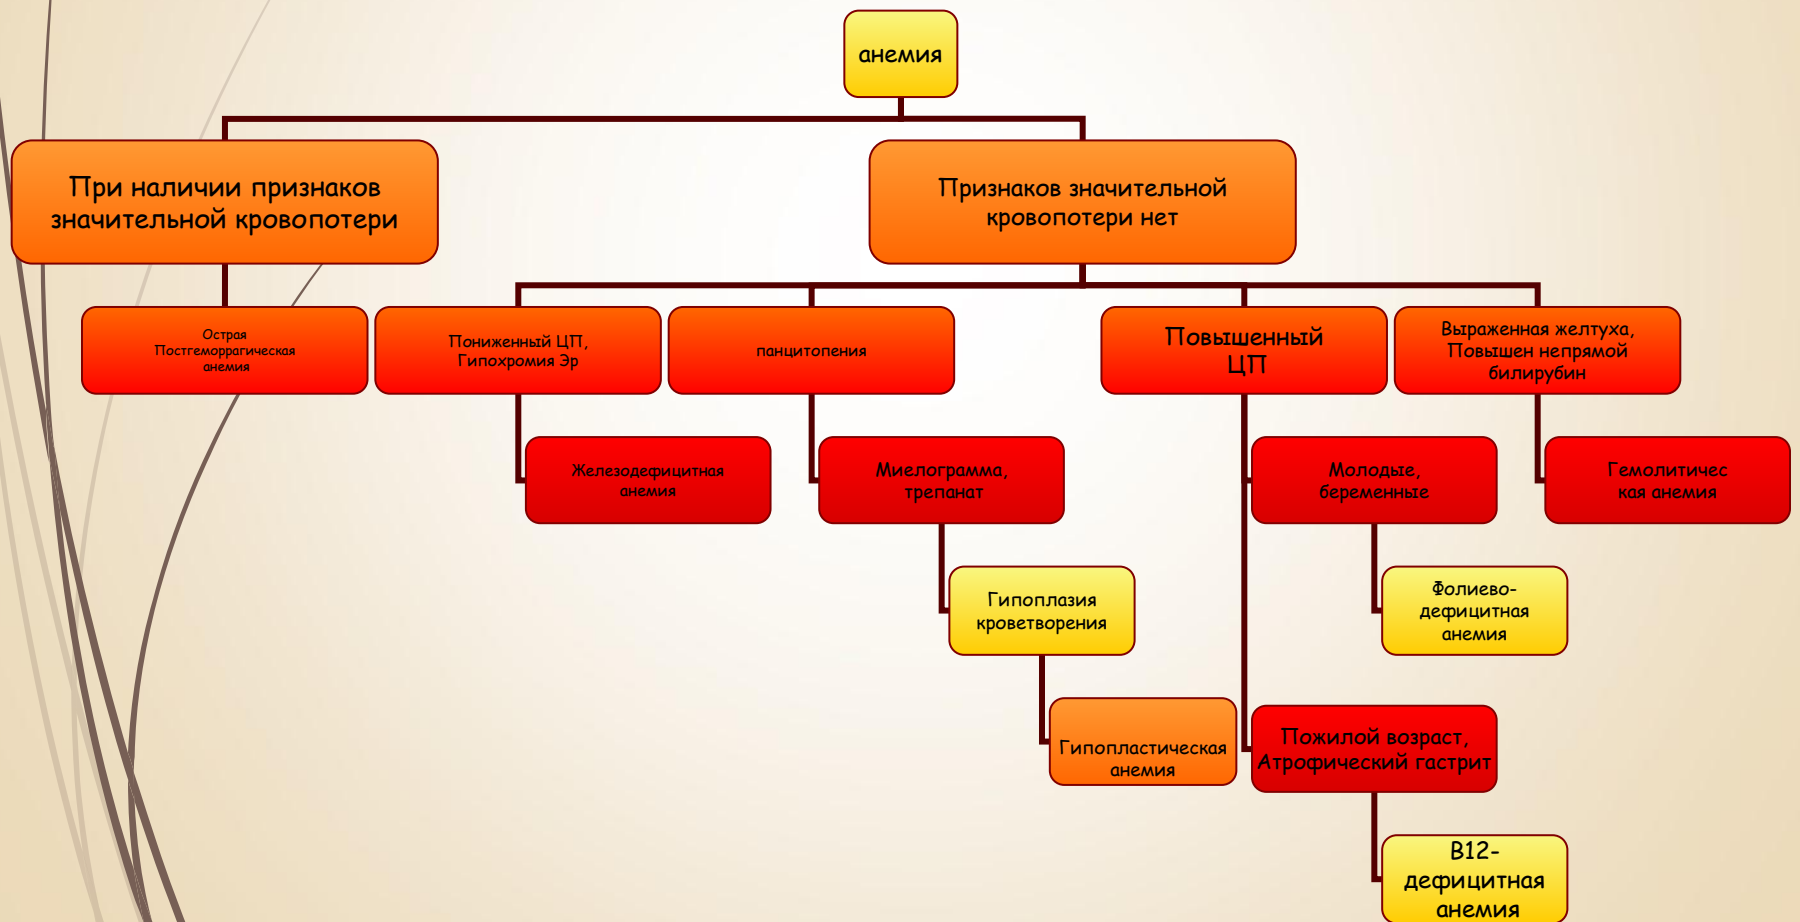 анемия
При наличии признаков
значительной кровопотери
Признаков значительной
кровопотери нет
Острая
Постгеморрагическая
анемия
Пониженный ЦП,
Гипохромия Эр
панцитопения
Повышенный
ЦП
Выраженная желтуха,
Повышен непрямой
билирубин
Железодефицитная
анемия
Миелограмма,
трепанат
Молодые,
беременные
Гемолитичес
кая анемия
Гипоплазия
кроветворения
Фолиево-
дефицитная
анемия
Гипопластическая
анемия
Пожилой возраст,
Атрофический гастрит
В12-
дефицитная
анемия